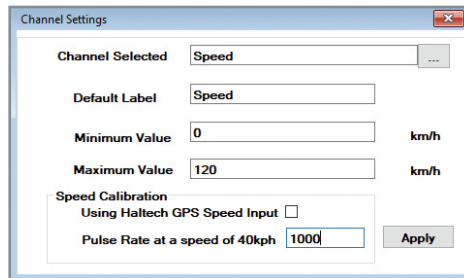 Channel Settings
Channel Selected Speed ...
Default Label Speed
Minimum Value 0 km/h
Maximum Value 120 km/h
Speed Calibration
Using Haltech GPS Speed Input
Pulse Rate at a speed of 40kph 1000 Apply